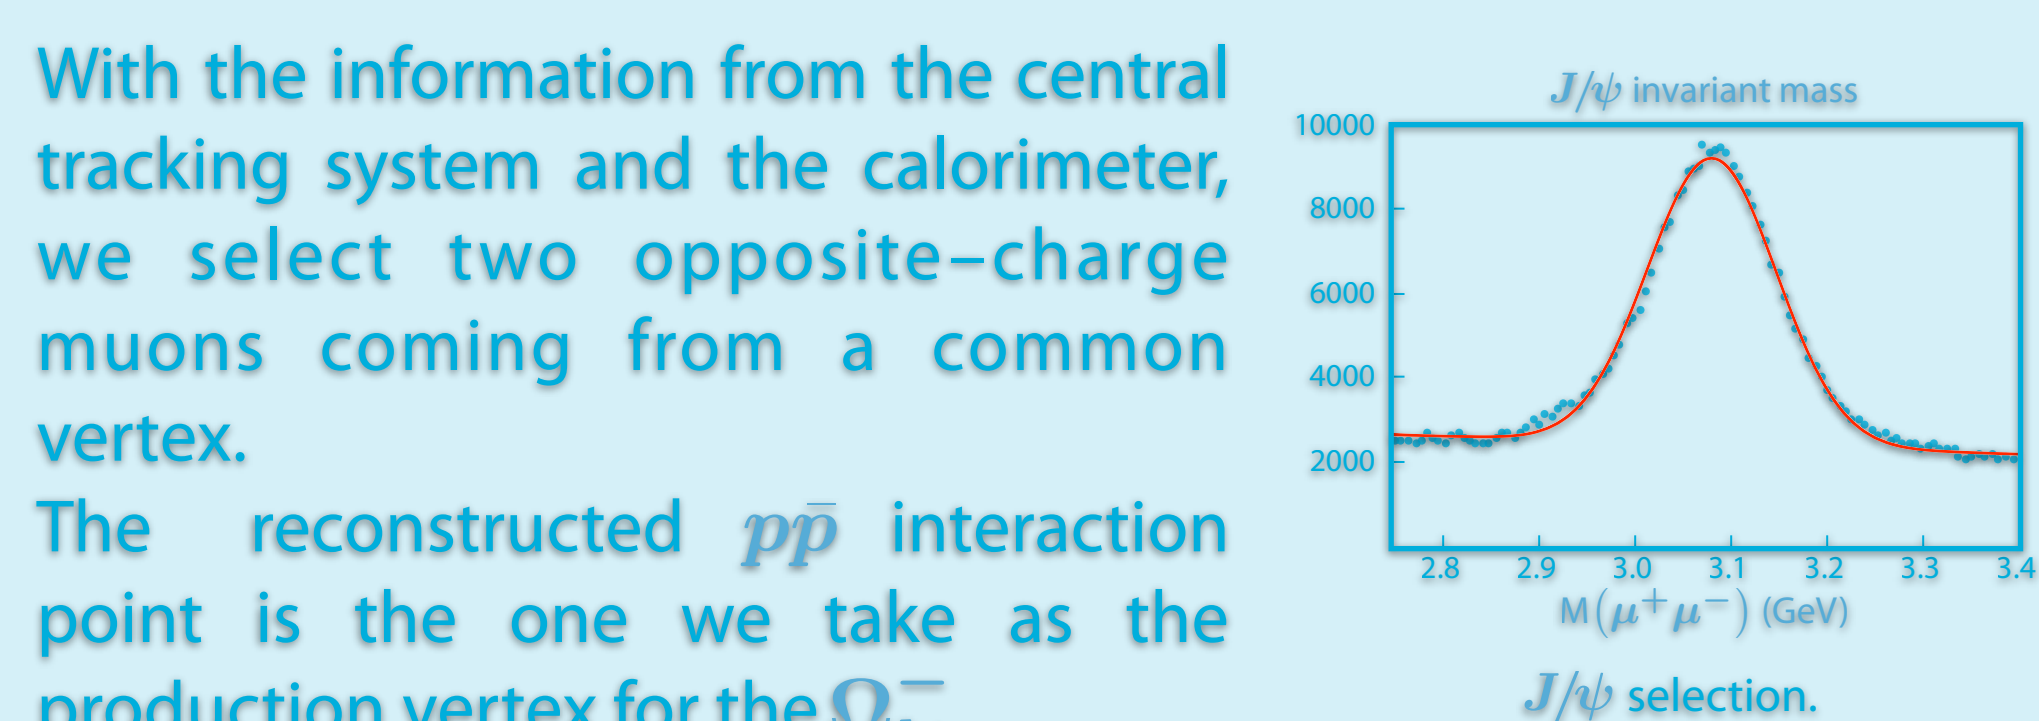 With the information from the central
tracking system and the calorimeter,
we select two opposite–charge
muons coming from a common
vertex.
The reconstructed pp̄ interaction
point is the one we take as the
production vertex for the Ω⁻
J/ψ invariant mass
10000
8000
6000
4000
2000
2.8 2.9 3.0 3.1 3.2 3.3 3.4
M(μ⁺μ⁻) (GeV)
J/ψ selection.